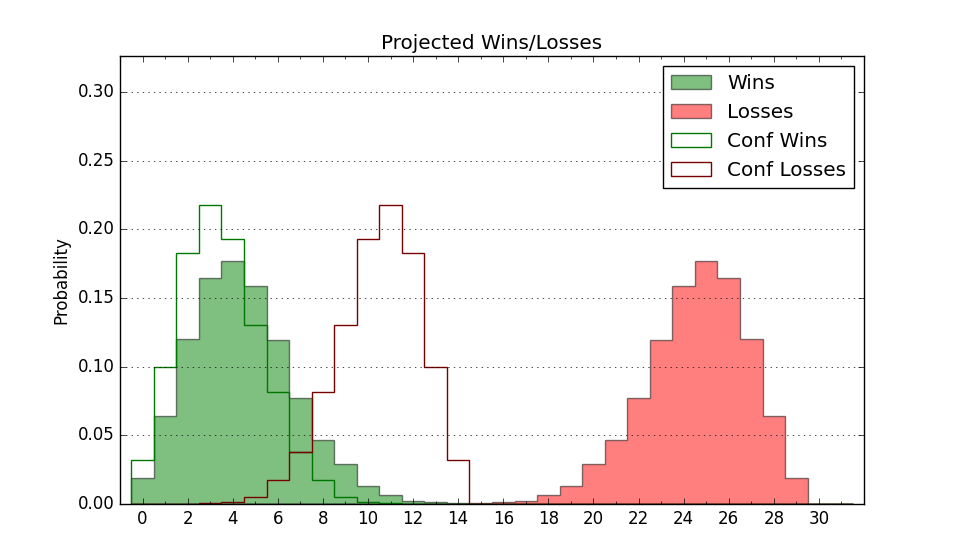 Projected Wins/Losses
Wins
Losses
Conf Wins
Conf Losses
Probability
0.30
0.25
0.20
0.15
0.10
0.05
0.00
0 2 4 6 8 10 12 14 16 18 20 22 24 26 28 30